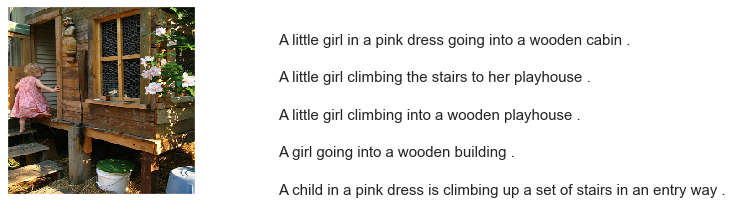 A little girl in a pink dress going into a wooden cabin .
A little girl climbing the stairs to her playhouse .
A little girl climbing into a wooden playhouse .
A girl going into a wooden building .
A child in a pink dress is climbing up a set of stairs in an entry way .